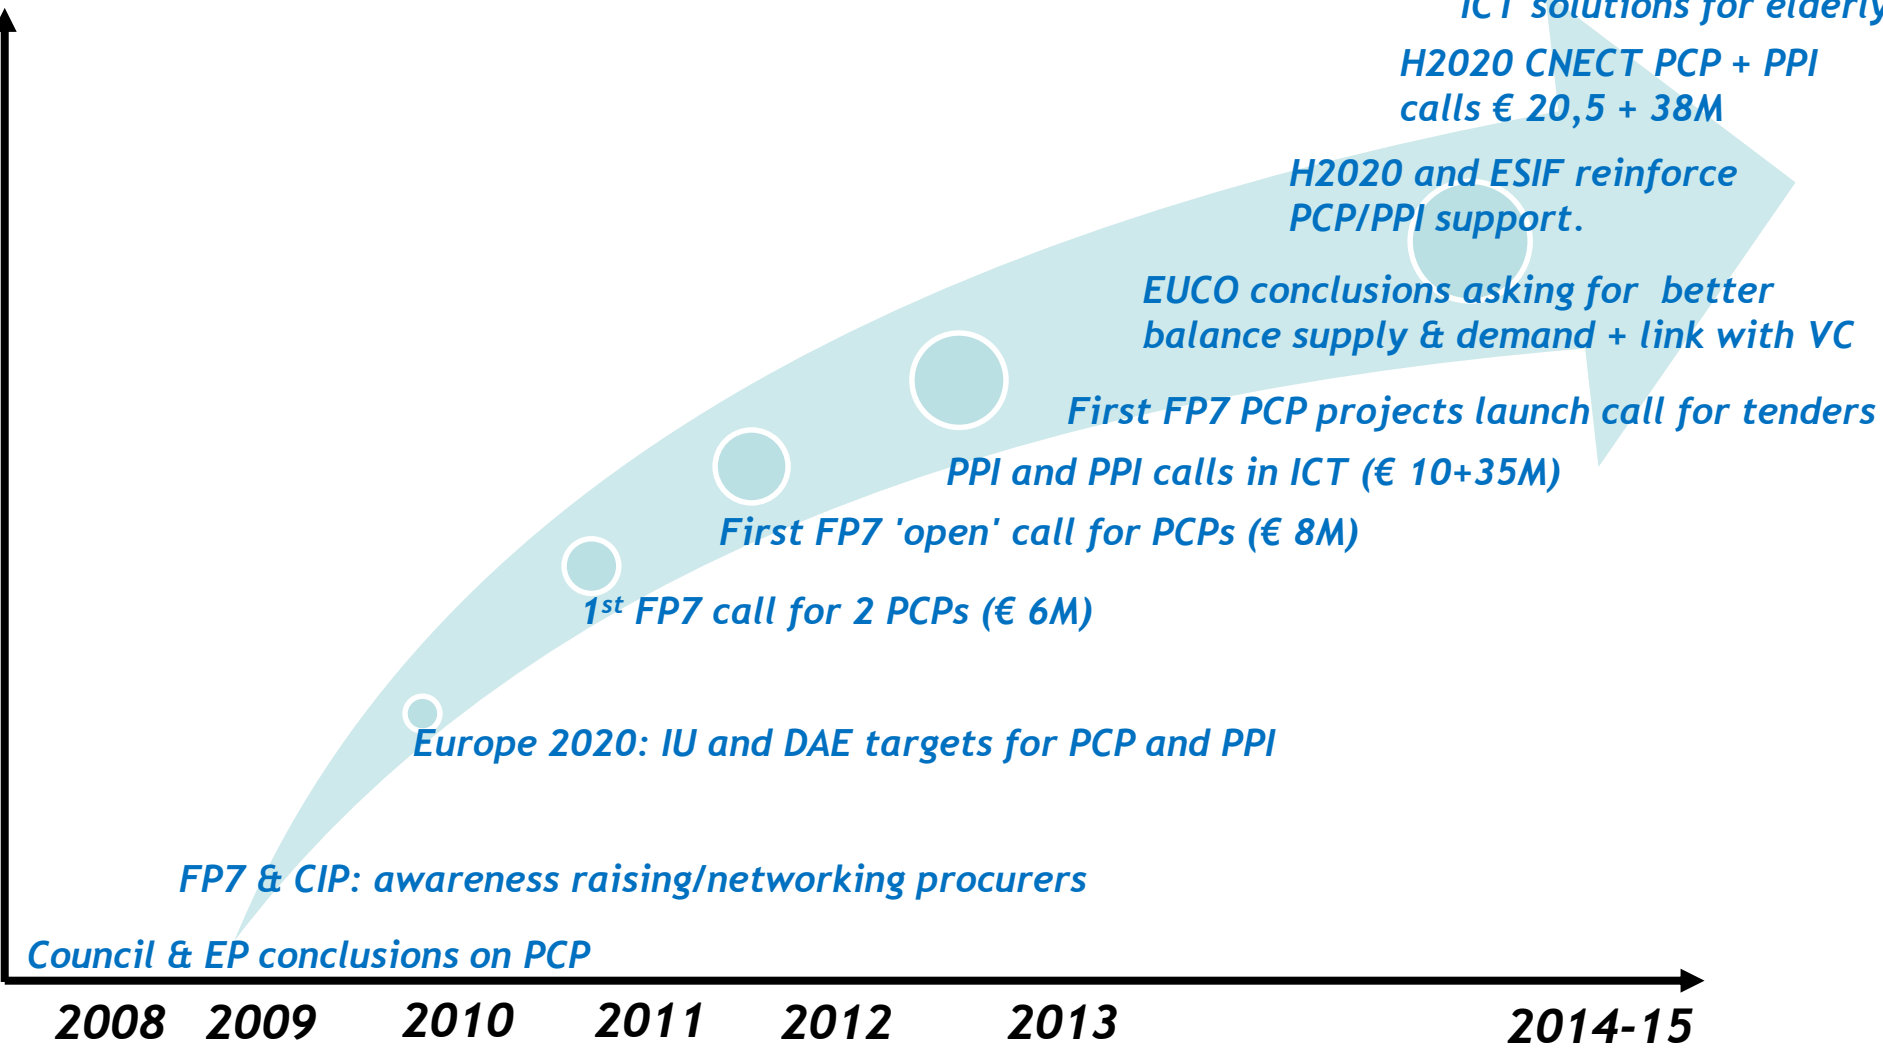 ICT solutions for elderly
H2020 CNECT PCP + PPI
calls € 20,5 + 38M
H2020 and ESIF reinforce
PCP/PPI support.
EUCO conclusions asking for better
balance supply & demand + link with VC
First FP7 PCP projects launch call for tenders
PPI and PPI calls in ICT (€ 10+35M)
First FP7 'open' call for PCPs (€ 8M)
1st FP7 call for 2 PCPs (€ 6M)
Europe 2020: IU and DAE targets for PCP and PPI
FP7 & CIP: awareness raising/networking procurers
Council & EP conclusions on PCP
2008 2009 2010 2011 2012 2013 2014-15